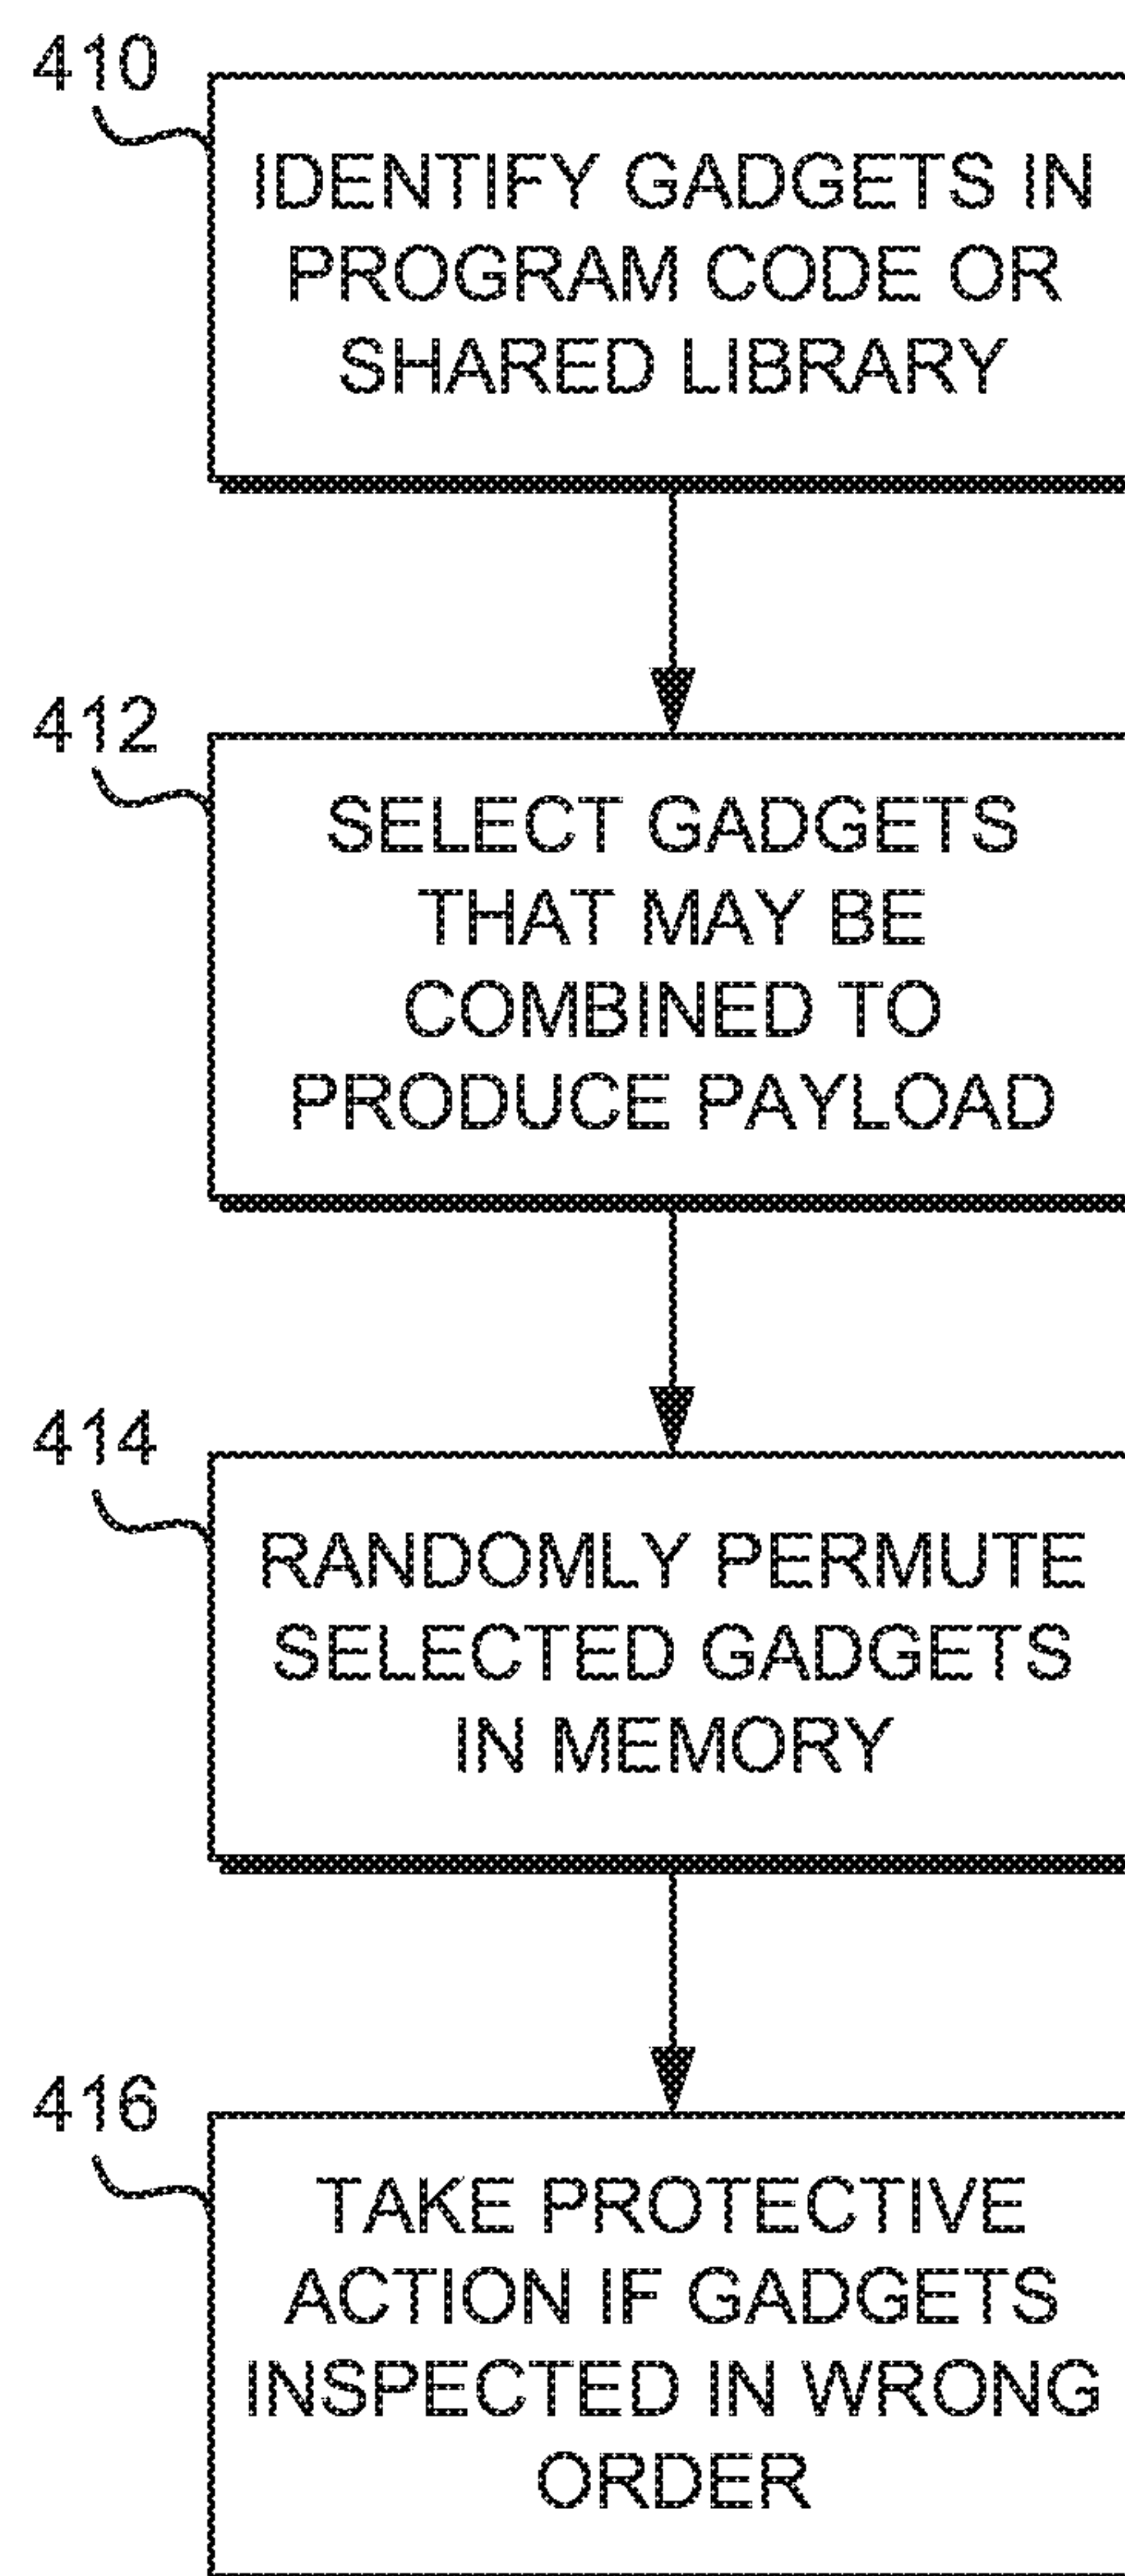 410
IDENTIFY GADGETS IN
PROGRAM CODE OR
SHARED LIBRARY
412
SELECT GADGETS
THAT MAY BE
COMBINED TO
PRODUCE PAYLOAD
414
RANDOMLY PERMUTE
SELECTED GADGETS
IN MEMORY
416
TAKE PROTECTIVE
ACTION IF GADGETS
INSPECTED IN WRONG
ORDER